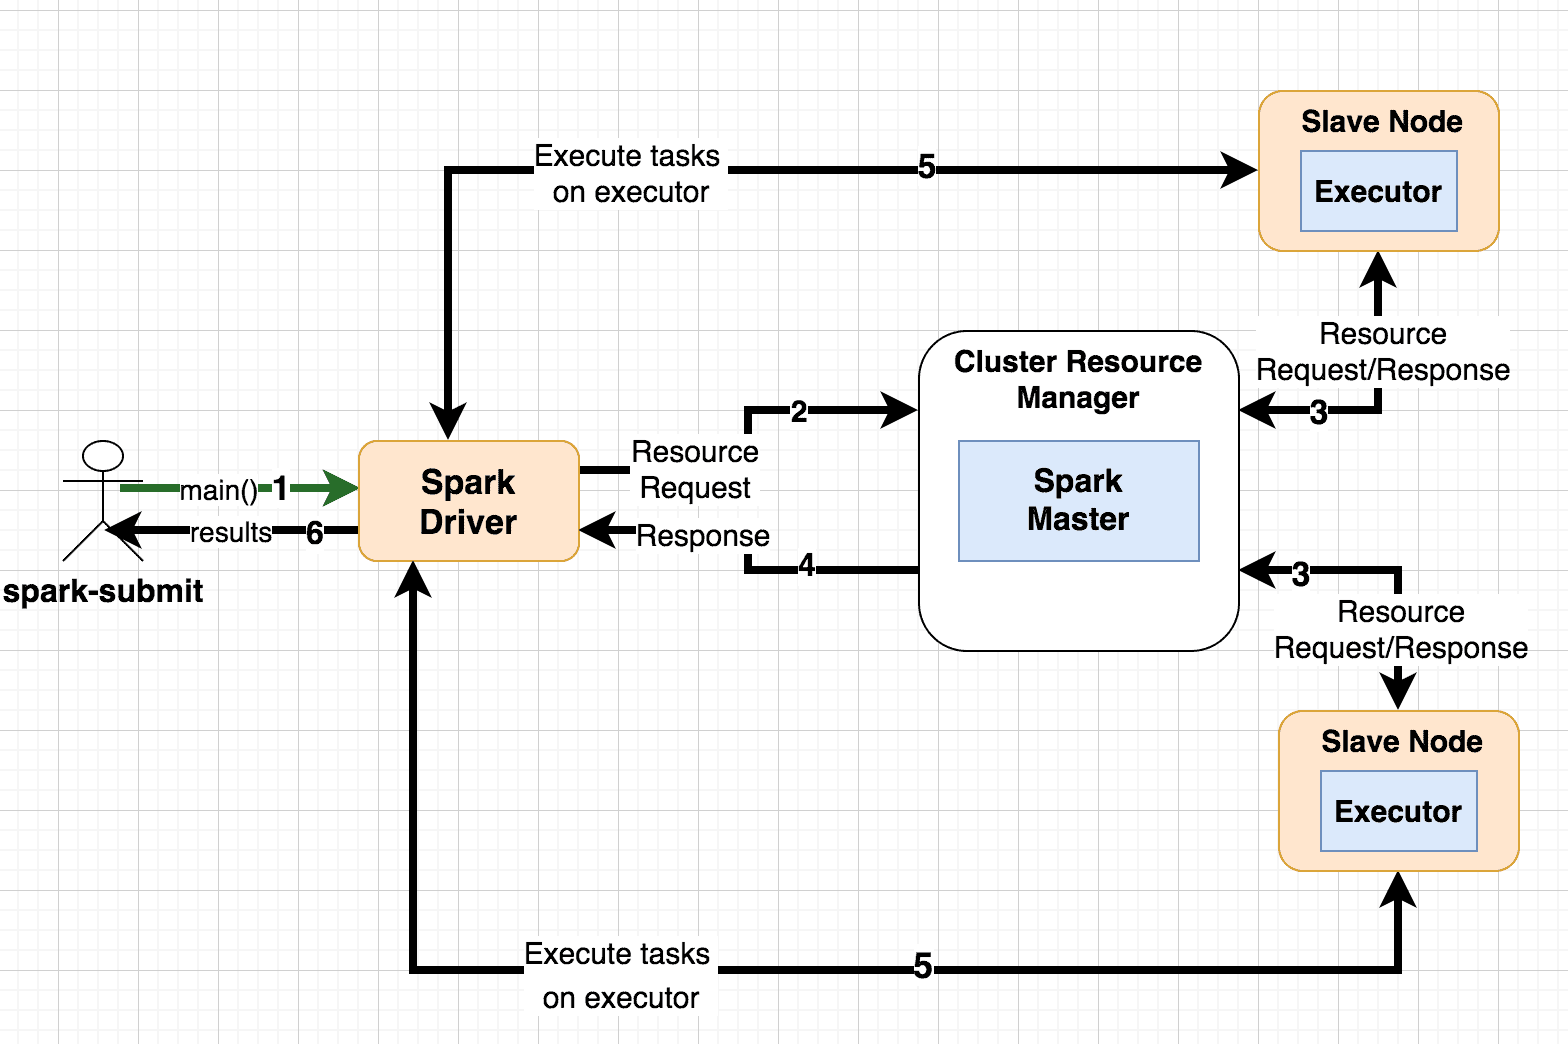 Slave Node
Executor
Execute tasks
on executor
5
Resource
Request/Response
3
Cluster Resource
Manager
Spark
Master
2
Resource
Request
Response
4
main() 1
results 6
Spark
Driver
spark-submit
3
Resource
Request/Response
Slave Node
Executor
Execute tasks
on executor
5